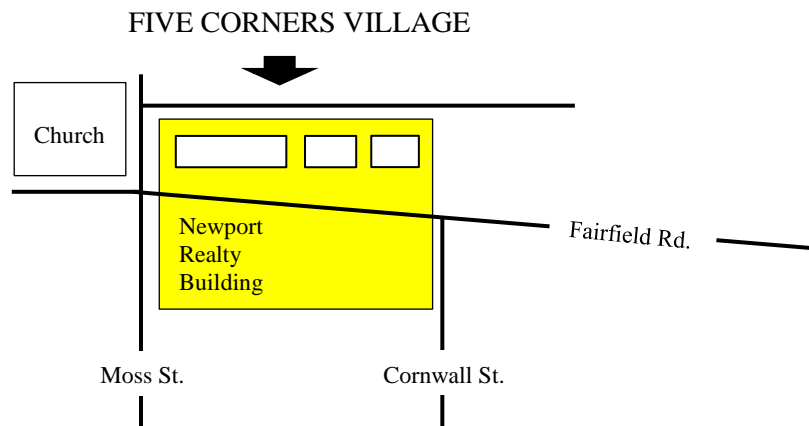 FIVE CORNERS VILLAGE
Church
Newport
Realty
Building
Fairfield Rd.
Moss St.
Cornwall St.